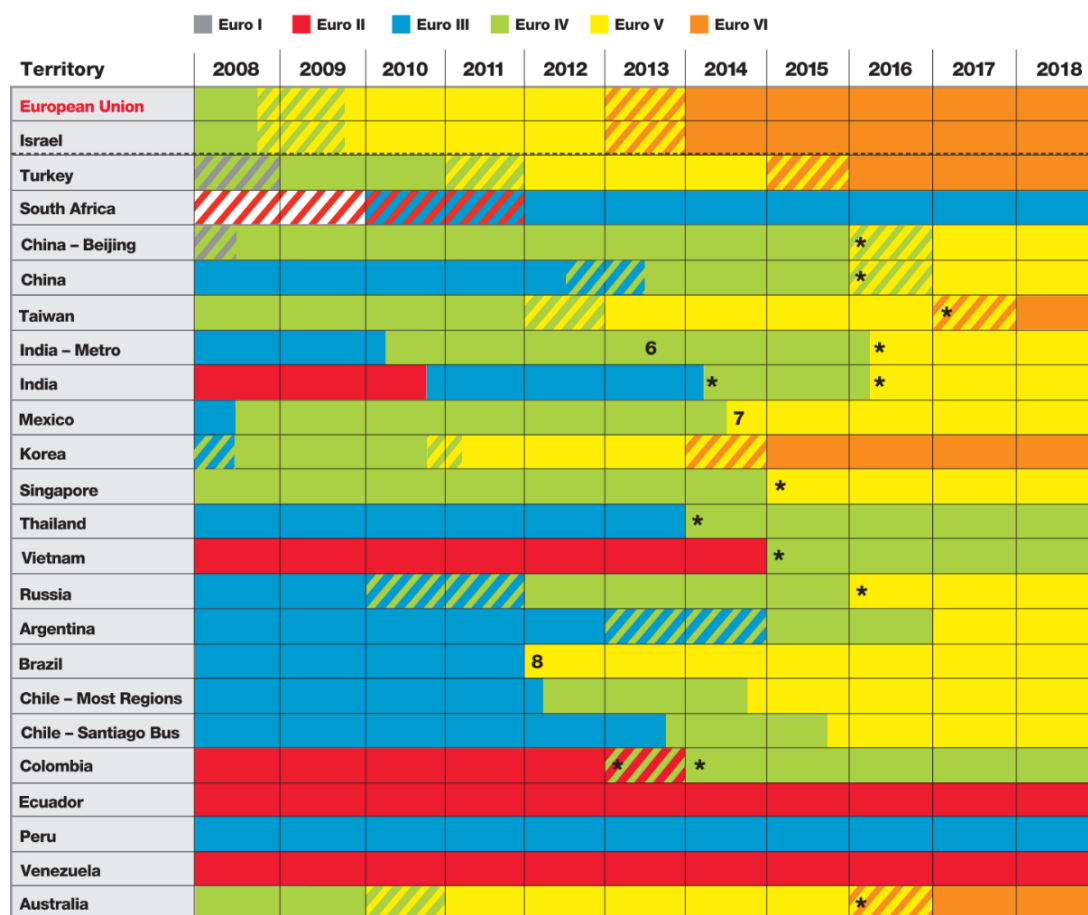 Euro I Euro II Euro III Euro IV Euro V Euro VI
Territory 2008 2009 2010 2011 2012 2013 2014 2015 2016 2017 2018
European Union
Israel
Turkey
South Africa
China – Beijing *
China *
Taiwan *
India – Metro 6 *
India * *
Mexico 7
Korea
Singapore *
Thailand *
Vietnam *
Russia *
Argentina
Brazil 8
Chile – Most Regions
Chile – Santiago Bus
Colombia * *
Ecuador
Peru
Venezuela
Australia *